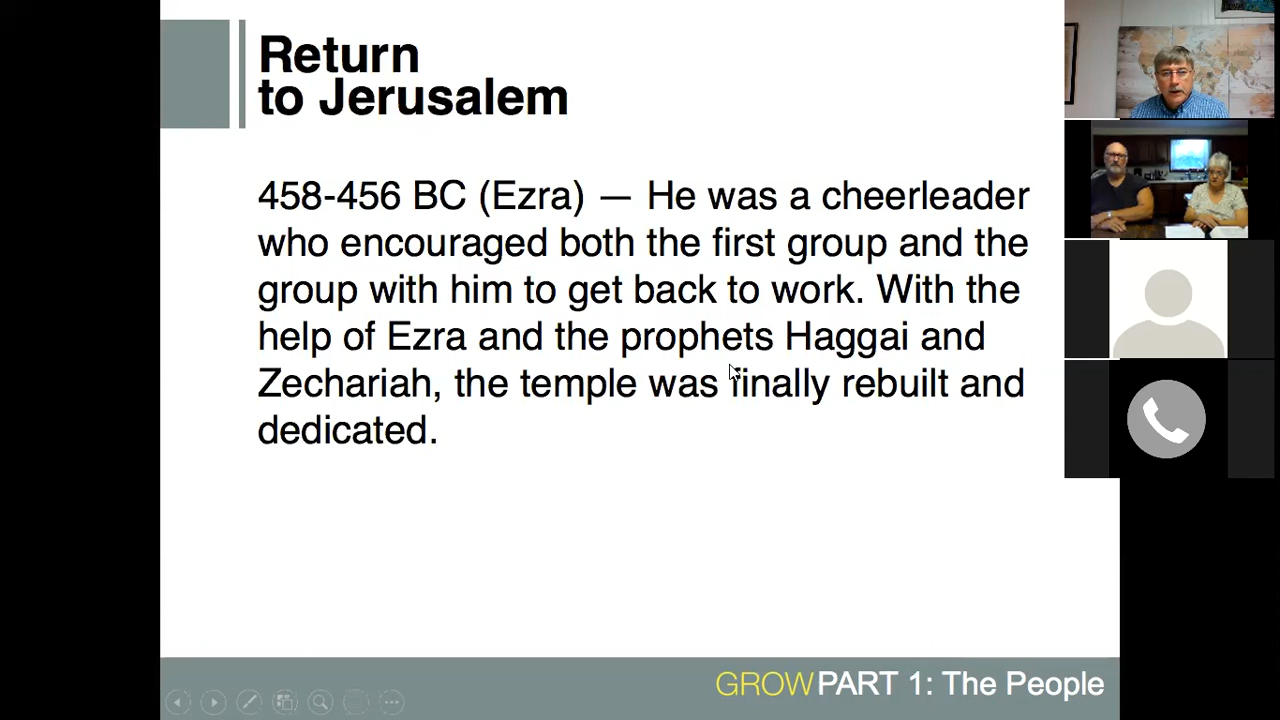 Return
to Jerusalem
458-456 BC (Ezra) — He was a cheerleader
who encouraged both the first group and the
group with him to get back to work. With the
help of Ezra and the prophets Haggai and
Zechariah, the temple was finally rebuilt and
dedicated.
GROWPART 1: The People